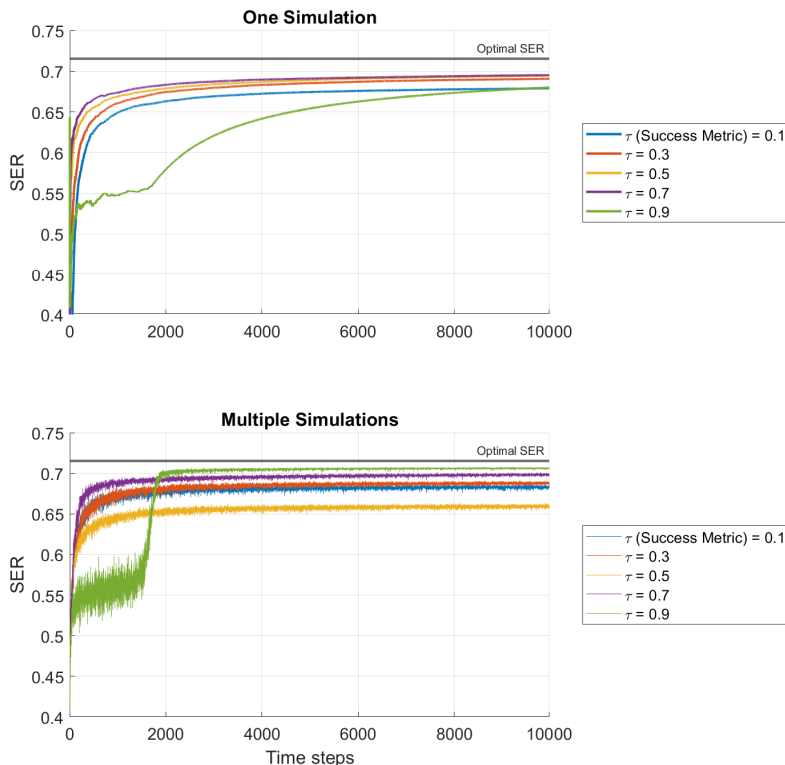 One Simulation
0.75
Optimal SER
0.7
0.65
0.6
SER
0.55
0.5
0.45
0.4
0 2000 4000 6000 8000 10000
τ (Success Metric) = 0.1
τ = 0.3
τ = 0.5
τ = 0.7
τ = 0.9
Multiple Simulations
0.75
Optimal SER
0.7
0.65
0.6
SER
0.55
0.5
0.45
0.4
0 2000 4000 6000 8000 10000
Time steps
τ (Success Metric) = 0.1
τ = 0.3
τ = 0.5
τ = 0.7
τ = 0.9